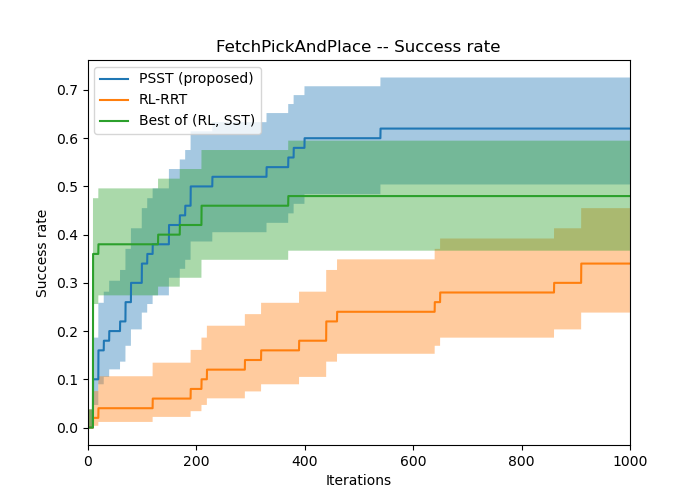 FetchPickAndPlace -- Success rate
PSST (proposed)
RL-RRT
Best of (RL, SST)
Success rate
0.7
0.6
0.5
0.4
0.3
0.2
0.1
0.0
0
200
400
600
800
1000
Iterations